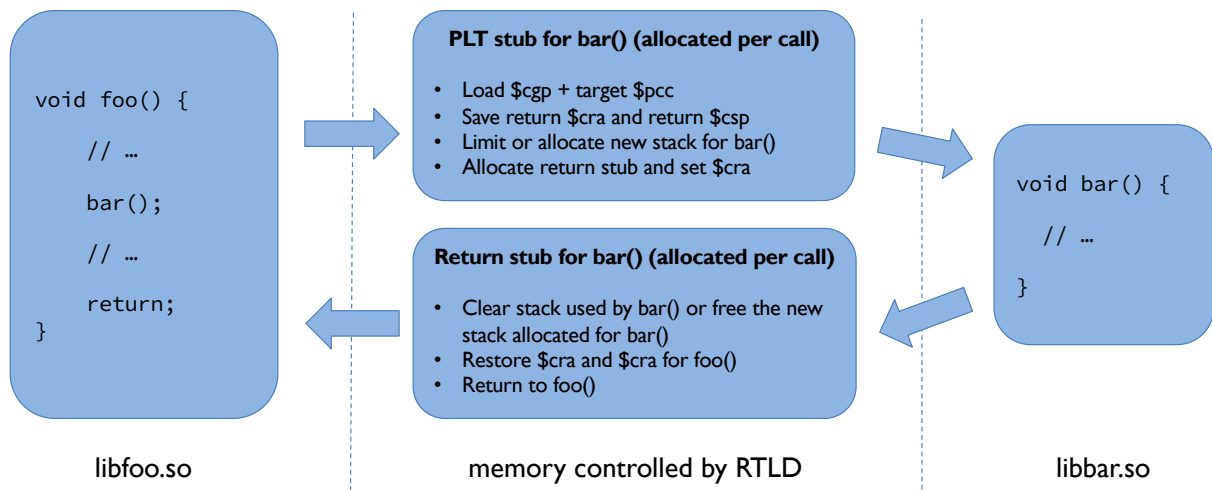 void foo() {
// …
bar();
// …
return;
}
libfoo.so
PLT stub for bar() (allocated per call)
• Load $cgp + target $pcc
• Save return $cra and return $csp
• Limit or allocate new stack for bar()
• Allocate return stub and set $cra
Return stub for bar() (allocated per call)
• Clear stack used by bar() or free the new
stack allocated for bar()
• Restore $cra and $cra for foo()
• Return to foo()
memory controlled by RTLD
void bar() {
// …
}
libbar.so